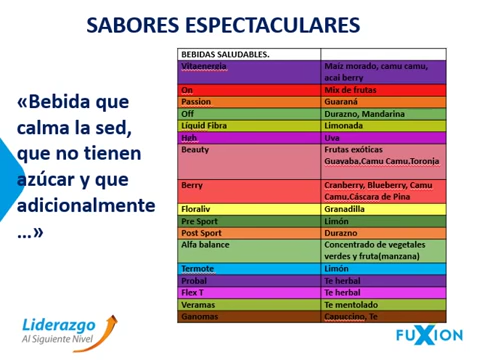 SABORES ESPECTACULARES
«Bebida que
calma la sed,
que no tienen
azúcar y que
adicionalmente
...»
BEBIDAS SALUDABLES.
Vitaenergia Maíz morado, camu camu,
acai berry
On Mix de frutas
Passion Guaraná
Off Durazno, Mandarina
Líquid Fibra Limonada
Hgh Uva
Beauty Frutas exóticas
Guayaba,Camu Camu,Toronja
Berry Cranberry, Blueberry, Camu
Camu,Cáscara de Pina
Floraliv Granadilla
Pre Sport Limón
Post Sport Durazno
Alfa balance Concentrado de vegetales
verdes y fruta(manzana)
Termote Limón
Probal Te herbal
Flex T Te herbal
Veramas Te mentolado
Ganomas Capuccino, Te
Liderazgo
Al Siguiente Nivel
FUXION